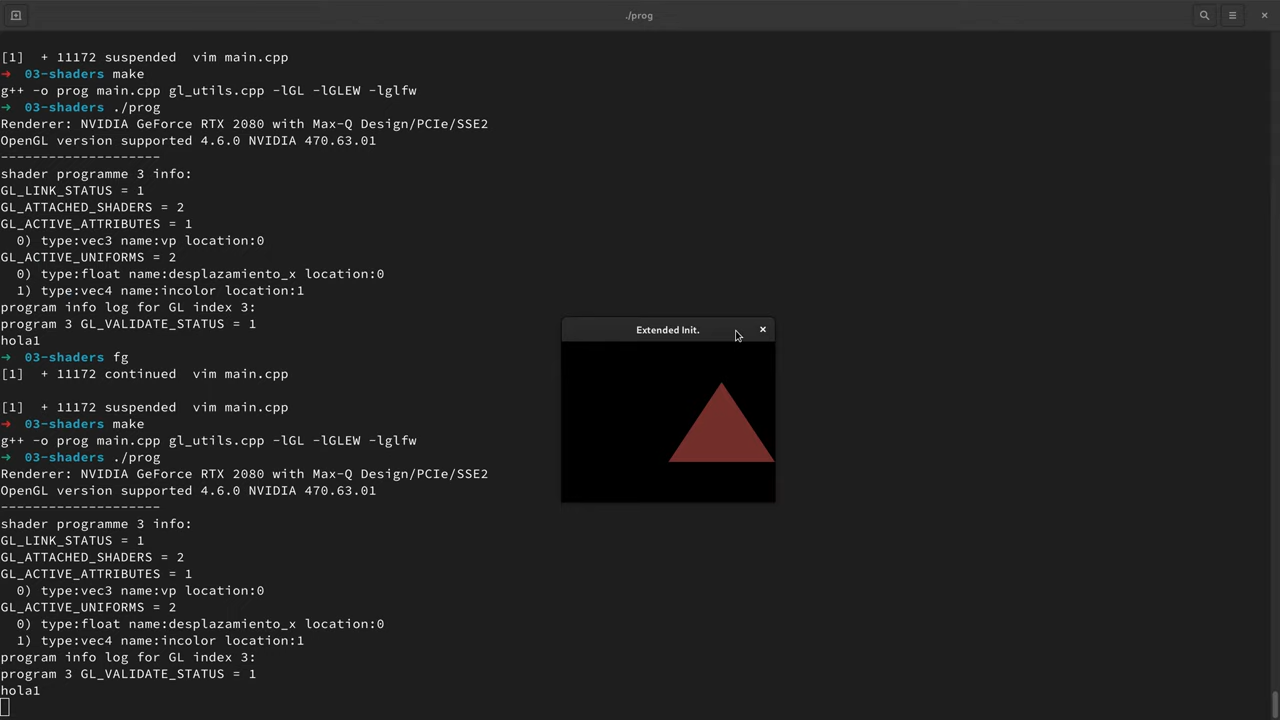 ./prog
[1]  + 11172 suspended  vim main.cpp
→  03-shaders make
g++ -o prog main.cpp gl_utils.cpp -lGL -lGLEW -lglfw
→  03-shaders ./prog
Renderer: NVIDIA GeForce RTX 2080 with Max-Q Design/PCIe/SSE2
OpenGL version supported 4.6.0 NVIDIA 470.63.01
--------------------
shader programme 3 info:
GL_LINK_STATUS = 1
GL_ATTACHED_SHADERS = 2
GL_ACTIVE_ATTRIBUTES = 1
  0) type:vec3 name:vp location:0
GL_ACTIVE_UNIFORMS = 2
  0) type:float name:desplazamiento_x location:0
  1) type:vec4 name:incolor location:1
program info log for GL index 3:
program 3 GL_VALIDATE_STATUS = 1
hola1
→  03-shaders fg
[1]  + 11172 continued  vim main.cpp
[1]  + 11172 suspended  vim main.cpp
→  03-shaders make
g++ -o prog main.cpp gl_utils.cpp -lGL -lGLEW -lglfw
→  03-shaders ./prog
Renderer: NVIDIA GeForce RTX 2080 with Max-Q Design/PCIe/SSE2
OpenGL version supported 4.6.0 NVIDIA 470.63.01
--------------------
shader programme 3 info:
GL_LINK_STATUS = 1
GL_ATTACHED_SHADERS = 2
GL_ACTIVE_ATTRIBUTES = 1
  0) type:vec3 name:vp location:0
GL_ACTIVE_UNIFORMS = 2
  0) type:float name:desplazamiento_x location:0
  1) type:vec4 name:incolor location:1
program info log for GL index 3:
program 3 GL_VALIDATE_STATUS = 1
hola1
Extended Init.